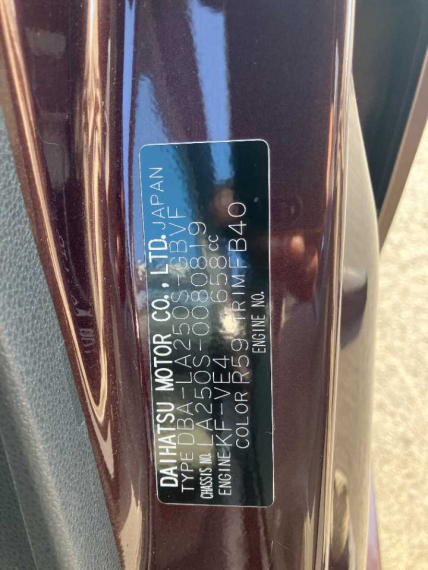 DAIHATSU MOTOR CO., LTD. JAPAN
TYPE DBA-LA250S-GBVF
CHASSIS NO. LA250S-0080819
ENGINE KF-VE4 658cc
COLOR R59 TRIM FB40
ENGINE NO.